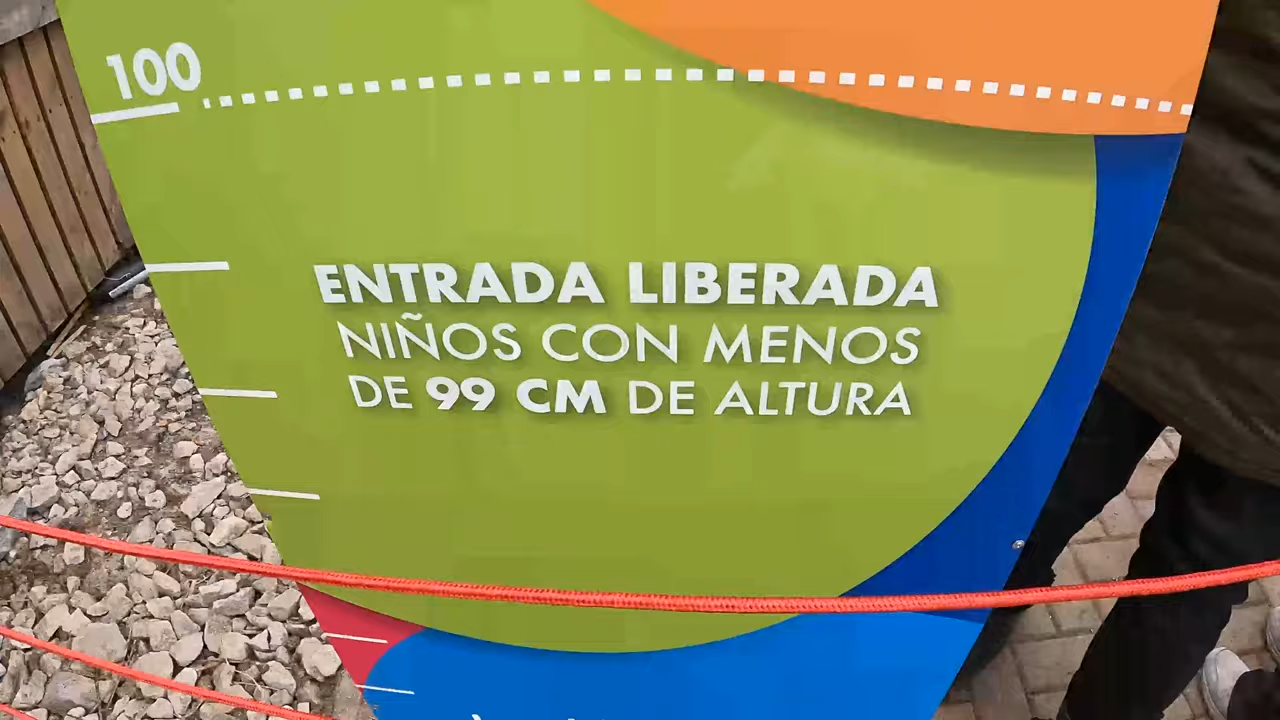 100
ENTRADA LIBERADA
NIÑOS CON MENOS
DE 99 CM DE ALTURA